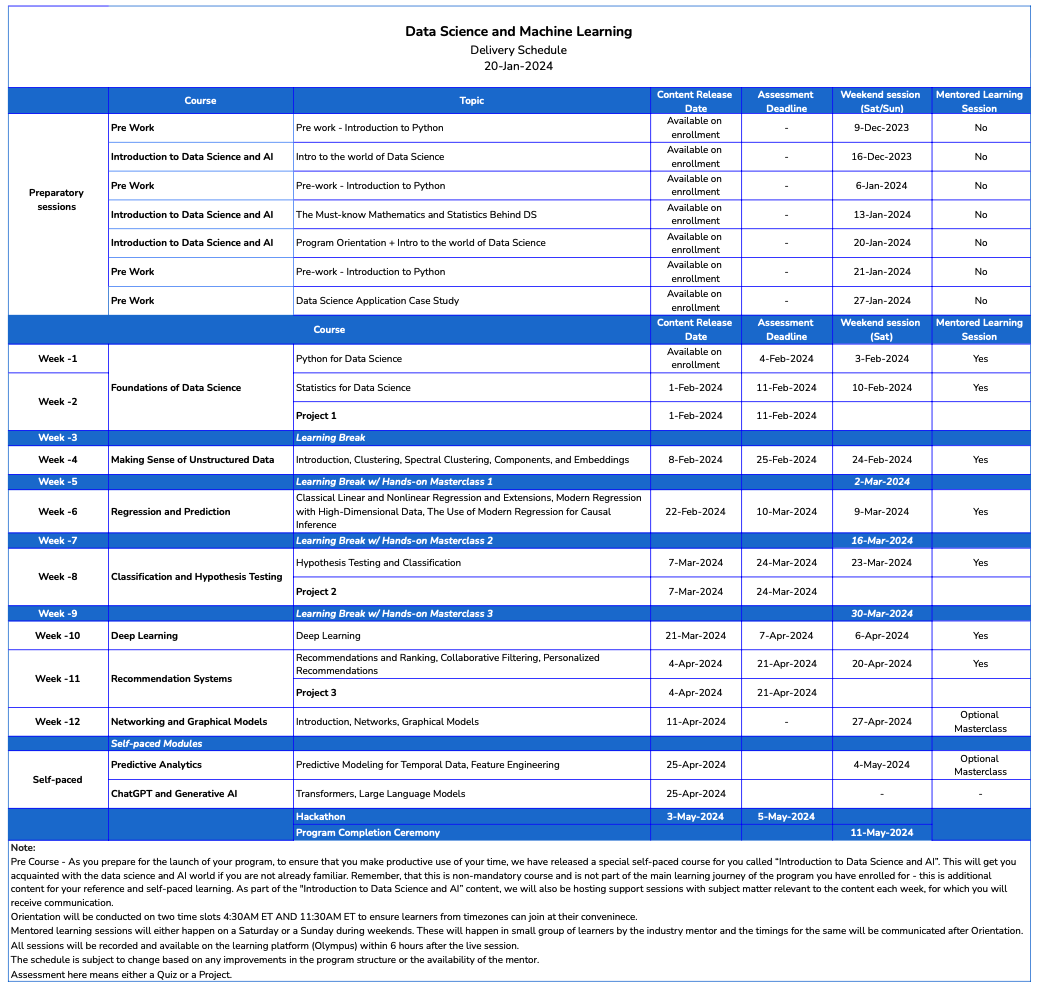 Data Science and Machine Learning
Delivery Schedule
20-Jan-2024
Course Topic Content Release Date Assessment Deadline Weekend session (Sat/Sun) Mentored Learning Session
Preparatory sessions
Pre Work Pre work - Introduction to Python Available on enrollment - 9-Dec-2023 No
Introduction to Data Science and AI Intro to the world of Data Science Available on enrollment - 16-Dec-2023 No
Pre Work Pre-work - Introduction to Python Available on enrollment - 6-Jan-2024 No
Introduction to Data Science and AI The Must-know Mathematics and Statistics Behind DS Available on enrollment - 13-Jan-2024 No
Introduction to Data Science and AI Program Orientation + Intro to the world of Data Science Available on enrollment - 20-Jan-2024 No
Pre Work Pre-work - Introduction to Python Available on enrollment - 21-Jan-2024 No
Pre Work Data Science Application Case Study Available on enrollment - 27-Jan-2024 No
Course Content Release Date Assessment Deadline Weekend session (Sat) Mentored Learning Session
Week -1 Foundations of Data Science Python for Data Science Available on enrollment 4-Feb-2024 3-Feb-2024 Yes
Week -2 Statistics for Data Science 1-Feb-2024 11-Feb-2024 10-Feb-2024 Yes
Project 1 1-Feb-2024 11-Feb-2024
Week -3 Learning Break
Week -4 Making Sense of Unstructured Data Introduction, Clustering, Spectral Clustering, Components, and Embeddings 8-Feb-2024 25-Feb-2024 24-Feb-2024 Yes
Week -5 Learning Break w/ Hands-on Masterclass 1 2-Mar-2024
Week -6 Regression and Prediction Classical Linear and Nonlinear Regression and Extensions, Modern Regression with High-Dimensional Data, The Use of Modern Regression for Causal Inference 22-Feb-2024 10-Mar-2024 9-Mar-2024 Yes
Week -7 Learning Break w/ Hands-on Masterclass 2 16-Mar-2024
Week -8 Classification and Hypothesis Testing Hypothesis Testing and Classification 7-Mar-2024 24-Mar-2024 23-Mar-2024 Yes
Project 2 7-Mar-2024 24-Mar-2024
Week -9 Learning Break w/ Hands-on Masterclass 3 30-Mar-2024
Week -10 Deep Learning Deep Learning 21-Mar-2024 7-Apr-2024 6-Apr-2024 Yes
Week -11 Recommendation Systems Recommendations and Ranking, Collaborative Filtering, Personalized Recommendations 4-Apr-2024 21-Apr-2024 20-Apr-2024 Yes
Project 3 4-Apr-2024 21-Apr-2024
Week -12 Networking and Graphical Models Introduction, Networks, Graphical Models 11-Apr-2024 - 27-Apr-2024 Optional Masterclass
Self-paced Modules
Self-paced Predictive Analytics Predictive Modeling for Temporal Data, Feature Engineering 25-Apr-2024 4-May-2024 Optional Masterclass
ChatGPT and Generative AI Transformers, Large Language Models 25-Apr-2024 - -
Hackathon 3-May-2024 5-May-2024
Program Completion Ceremony 11-May-2024
Note:
Pre Course - As you prepare for the launch of your program, to ensure that you make productive use of your time, we have released a special self-paced course for you called “Introduction to Data Science and AI”. This will get
you acquainted with the data science and AI world if you are not already familiar. Remember, that this is non-mandatory course and is not part of the main learning journey of the program you have enrolled for - this is additional
content for your reference and self-paced learning. As part of the "Introduction to Data Science and AI” content, we will also be hosting support sessions with subject matter relevant to the content each week, for which you will
receive communication.
Orientation will be conducted on two time slots 4:30AM ET AND 11:30AM ET to ensure learners from timezones can join at their conveninece.
Mentored learning sessions will either happen on a Saturday or a Sunday during weekends. These will happen in small group of learners by the industry mentor and the timings for the same will be communicated after Orientation.
All sessions will be recorded and available on the learning platform (Olympus) within 6 hours after the live session.
The schedule is subject to change based on any improvements in the program structure or the availability of the mentor.
Assessment here means either a Quiz or a Project.